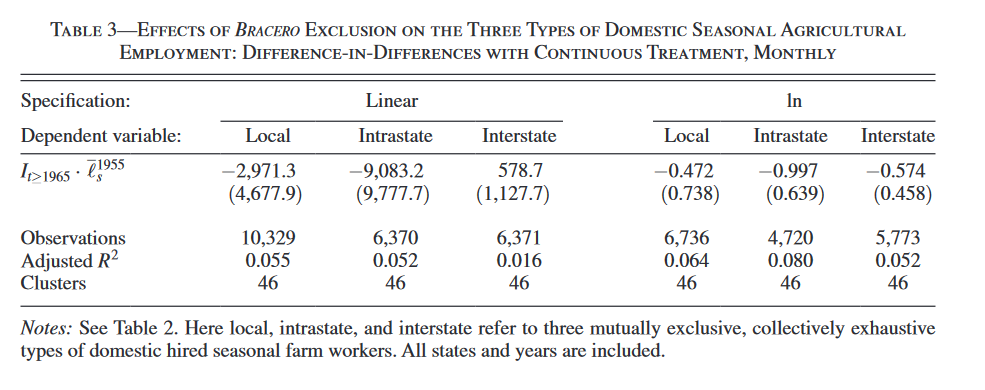 TABLE 3—EFFECTS OF BRACERO EXCLUSION ON THE THREE TYPES OF DOMESTIC SEASONAL AGRICULTURAL
EMPLOYMENT: DIFFERENCE-IN-DIFFERENCES WITH CONTINUOUS TREATMENT, MONTHLY
Specification: Linear ln
Dependent variable: Local Intrastate Interstate Local Intrastate Interstate
I_{t≥1965} · ℓ̄_s^{1955} −2,971.3 −9,083.2 578.7 −0.472 −0.997 −0.574
(4,677.9) (9,777.7) (1,127.7) (0.738) (0.639) (0.458)
Observations 10,329 6,370 6,371 6,736 4,720 5,773
Adjusted R² 0.055 0.052 0.016 0.064 0.080 0.052
Clusters 46 46 46 46 46 46
Notes: See Table 2. Here local, intrastate, and interstate refer to three mutually exclusive, collectively exhaustive
types of domestic hired seasonal farm workers. All states and years are included.